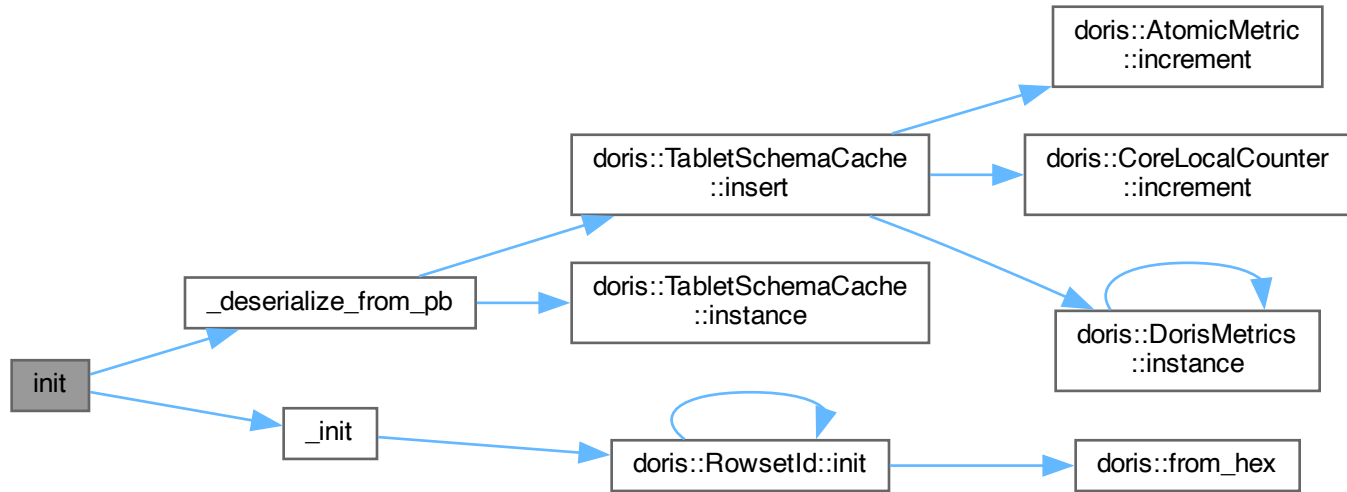 init
_deserialize_from_pb
_init
doris::TabletSchemaCache
::insert
doris::TabletSchemaCache
::instance
doris::RowsetId::init
doris::AtomicMetric
::increment
doris::CoreLocalCounter
::increment
doris::DorisMetrics
::instance
doris::from_hex